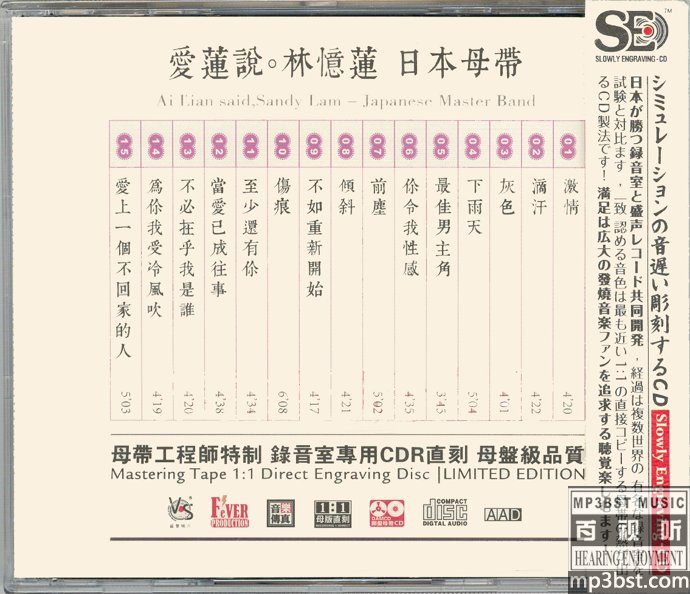 愛蓮說。林憶蓮 日本母帶
Ai Lian said,Sandy Lam - Japanese Master Band
01 激情 4'20
02 滴汗 4'22
03 灰色 4'01
04 下雨天 5'04
05 最佳男主角 3'45
06 你令我性感 4'40
07 前塵 5'02
08 傾斜 4'21
09 不如重新開始 4'17
10 傷痕 6'08
11 至少還有你 4'34
12 當愛已成往事 4'38
13 不必在乎我是誰 4'20
14 為你我受冷風吹 4'19
15 愛上一個不回家的人 5'03
母帶工程師特制 錄音室專用CDR直刻 母盤級品質
Mastering Tape 1:1 Direct Engraving Disc |LIMITED EDITION
FEVER PRODUCTION
音樂傳真
1:1
母版直刻
COMPACT
disc
DIGITAL AUDIO
AAD
SE
TM
SLOWLY ENGRAVING-CD
シミュレーションの音遅い彫刻するCD
Slowly
日本が勝つ録音室と盛声レコード共同開発,経過は複数世界の
試験と対比ます,一致 認める音色は最も近い1:1の直接コピーする
るCD製法です!満足は広大の發燒音楽ファンを追求する聴覚楽し
MP3BST MUSIC
百视听
HEARING ENJOYMENT
mp3bst.com